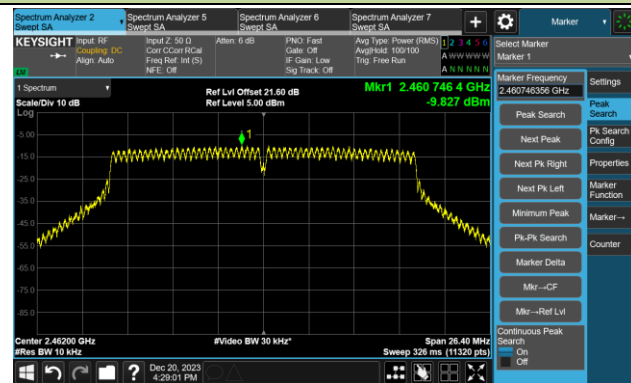 Spectrum Analyzer 2
Swept SA
Spectrum Analyzer 5
Swept SA
Spectrum Analyzer 6
Swept SA
Spectrum Analyzer 7
Swept SA
+
Marker
KEYSIGHT
Input: RF
Coupling: DC
Align: Auto
Input Z: 50 Ω
Corr CCorr RCal
Freq Ref: Int (S)
NFE: Off
Atten: 6 dB
PNO: Fast
Gate: Off
IF Gain: Low
Sig Track: Off
Avg Type: Power (RMS)
Avg|Hold: 100/100
Trig: Free Run
1 2 3 4 5 6
A W W W W W
A N N N N N
Select Marker
Marker 1
1 Spectrum
Scale/Div 10 dB
Log
Ref Lvl Offset 21.60 dB
Ref Level 5.00 dBm
Mkr1 2.460 746 4 GHz
-9.827 dBm
1
-5.00
-15.0
-25.0
-35.0
-45.0
-55.0
-65.0
-75.0
-85.0
Center 2.46200 GHz
#Res BW 10 kHz
#Video BW 30 kHz*
Span 26.40 MHz
Sweep 326 ms (11320 pts)
Marker Frequency
2.460746356 GHz
Peak Search
Next Peak
Next Pk Right
Next Pk Left
Minimum Peak
Pk-Pk Search
Marker Delta
Mkr→CF
Mkr→Ref Lvl
Continuous Peak
Search
On
Off
Settings
Peak
Search
Pk Search
Config
Properties
Marker
Function
Marker→
Counter
?
Dec 20, 2023
4:29:01 PM